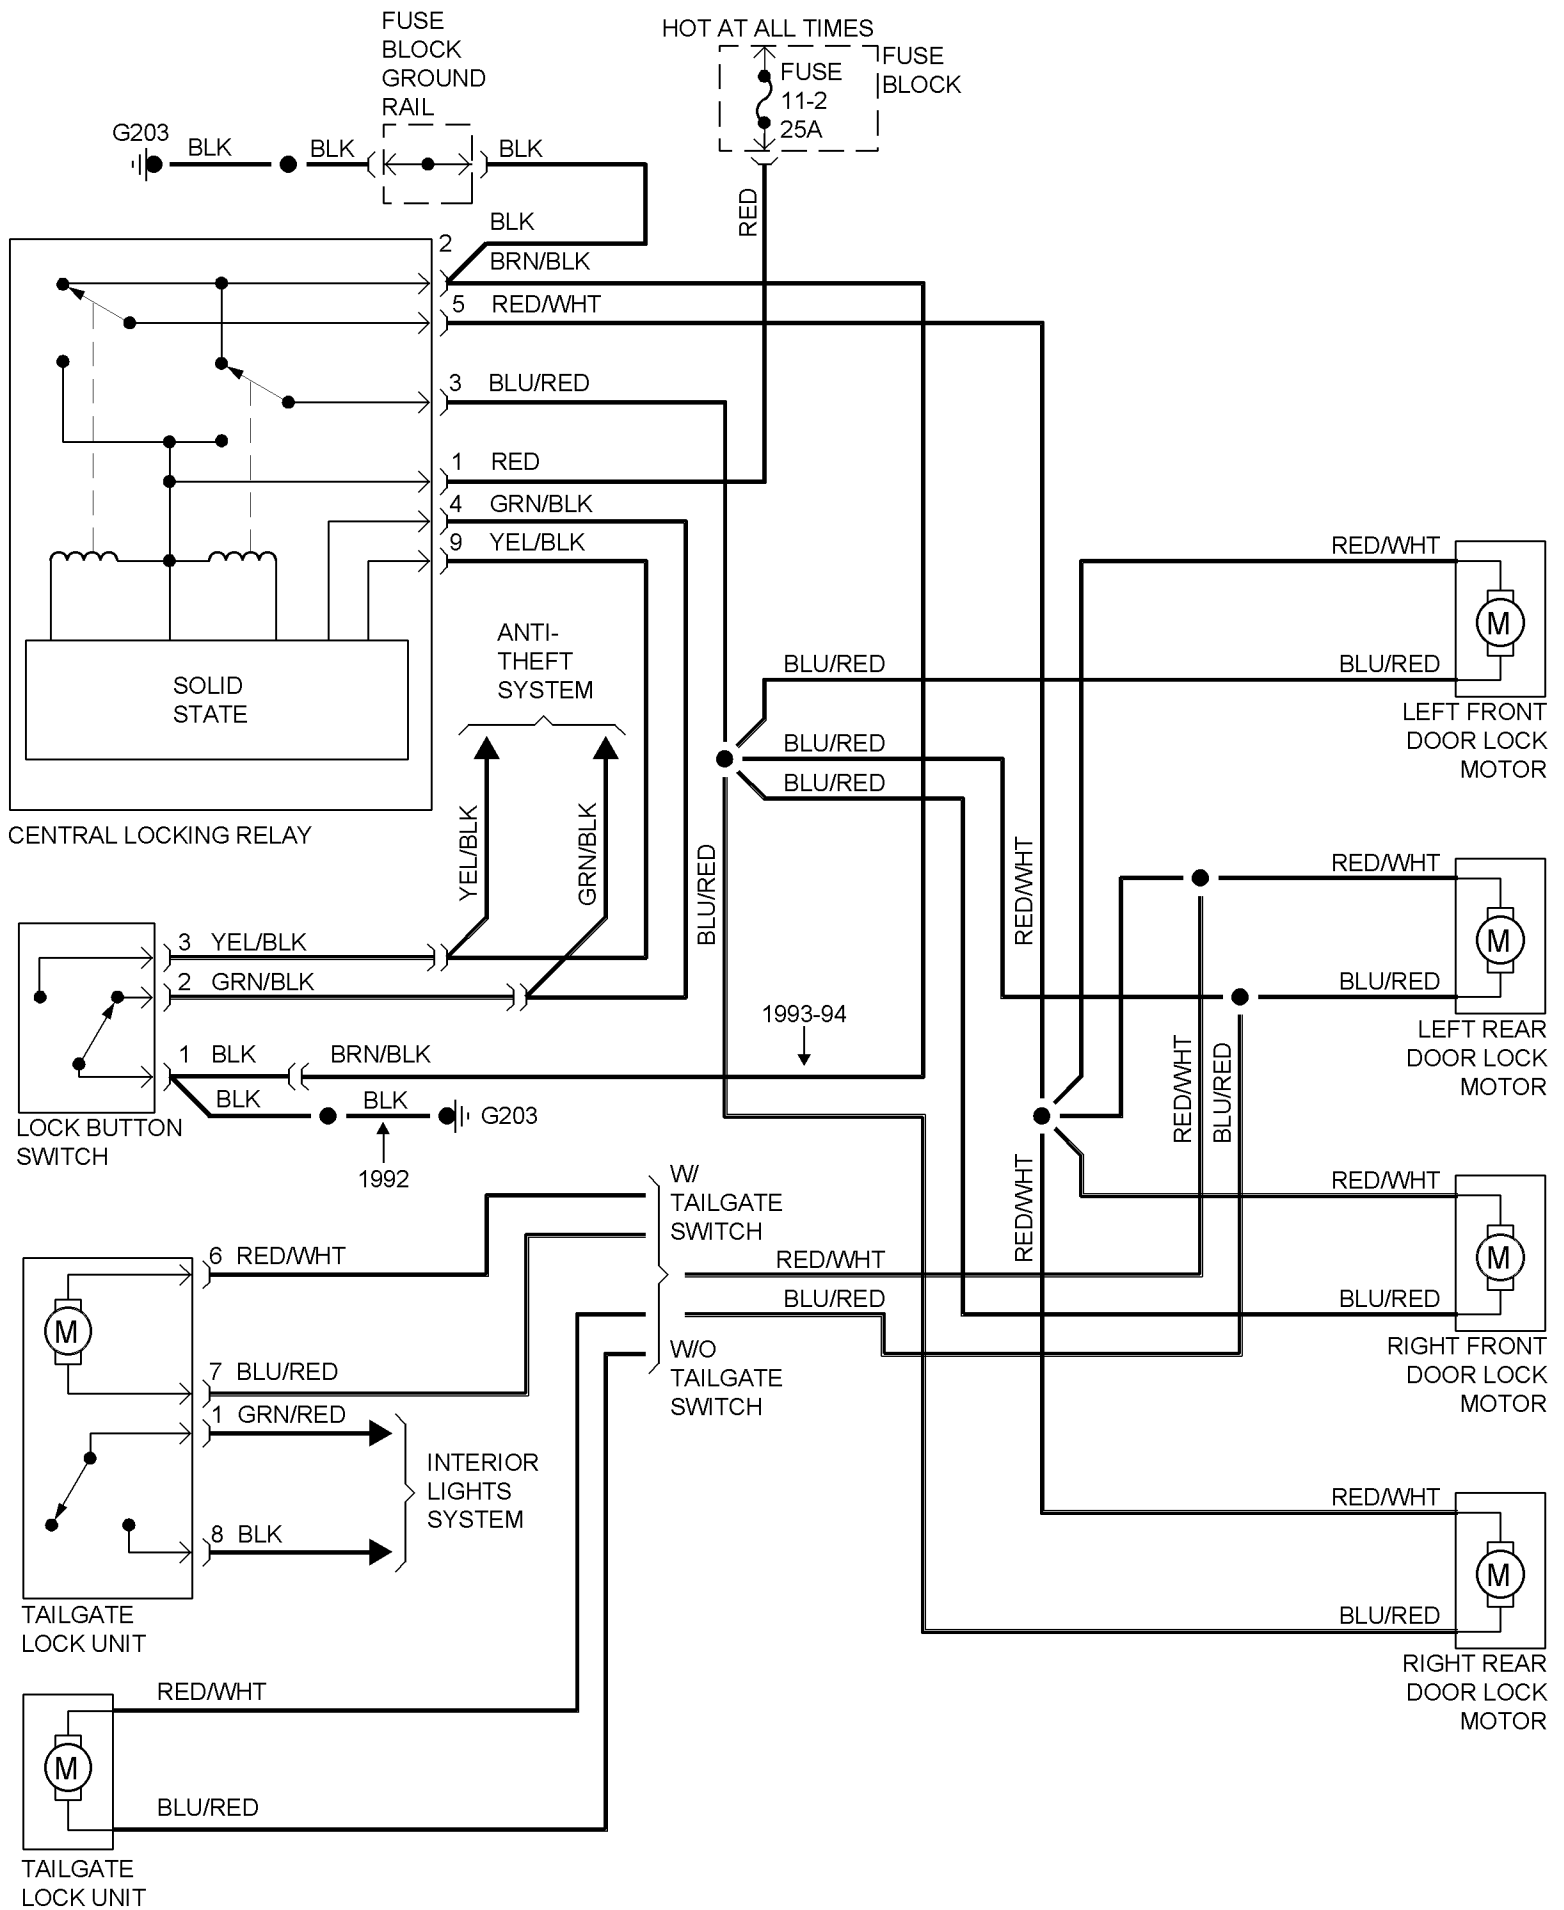 FUSE
BLOCK
GROUND
RAIL
HOT AT ALL TIMES
FUSE
BLOCK
FUSE
11-2
25A
G203
BLK
BLK
BLK
RED
BLK
2
BRN/BLK
5 RED/WHT
3 BLU/RED
1 RED
4 GRN/BLK
9 YEL/BLK
SOLID
STATE
CENTRAL LOCKING RELAY
ANTI-
THEFT
SYSTEM
YEL/BLK
GRN/BLK
BLU/RED
BLU/RED
BLU/RED
BLU/RED
RED/WHT
RED/WHT
M
BLU/RED
LEFT FRONT
DOOR LOCK
MOTOR
RED/WHT
M
BLU/RED
LEFT REAR
DOOR LOCK
MOTOR
3 YEL/BLK
2 GRN/BLK
1 BLK
BRN/BLK
1993-94
BLK
BLK
G203
1992
LOCK BUTTON
SWITCH
RED/WHT
BLU/RED
RED/WHT
W/
TAILGATE
SWITCH
RED/WHT
BLU/RED
W/O
TAILGATE
SWITCH
RED/WHT
M
BLU/RED
RIGHT FRONT
DOOR LOCK
MOTOR
6 RED/WHT
M
7 BLU/RED
1 GRN/RED
8 BLK
INTERIOR
LIGHTS
SYSTEM
TAILGATE
LOCK UNIT
RED/WHT
M
BLU/RED
RIGHT REAR
DOOR LOCK
MOTOR
RED/WHT
M
BLU/RED
TAILGATE
LOCK UNIT